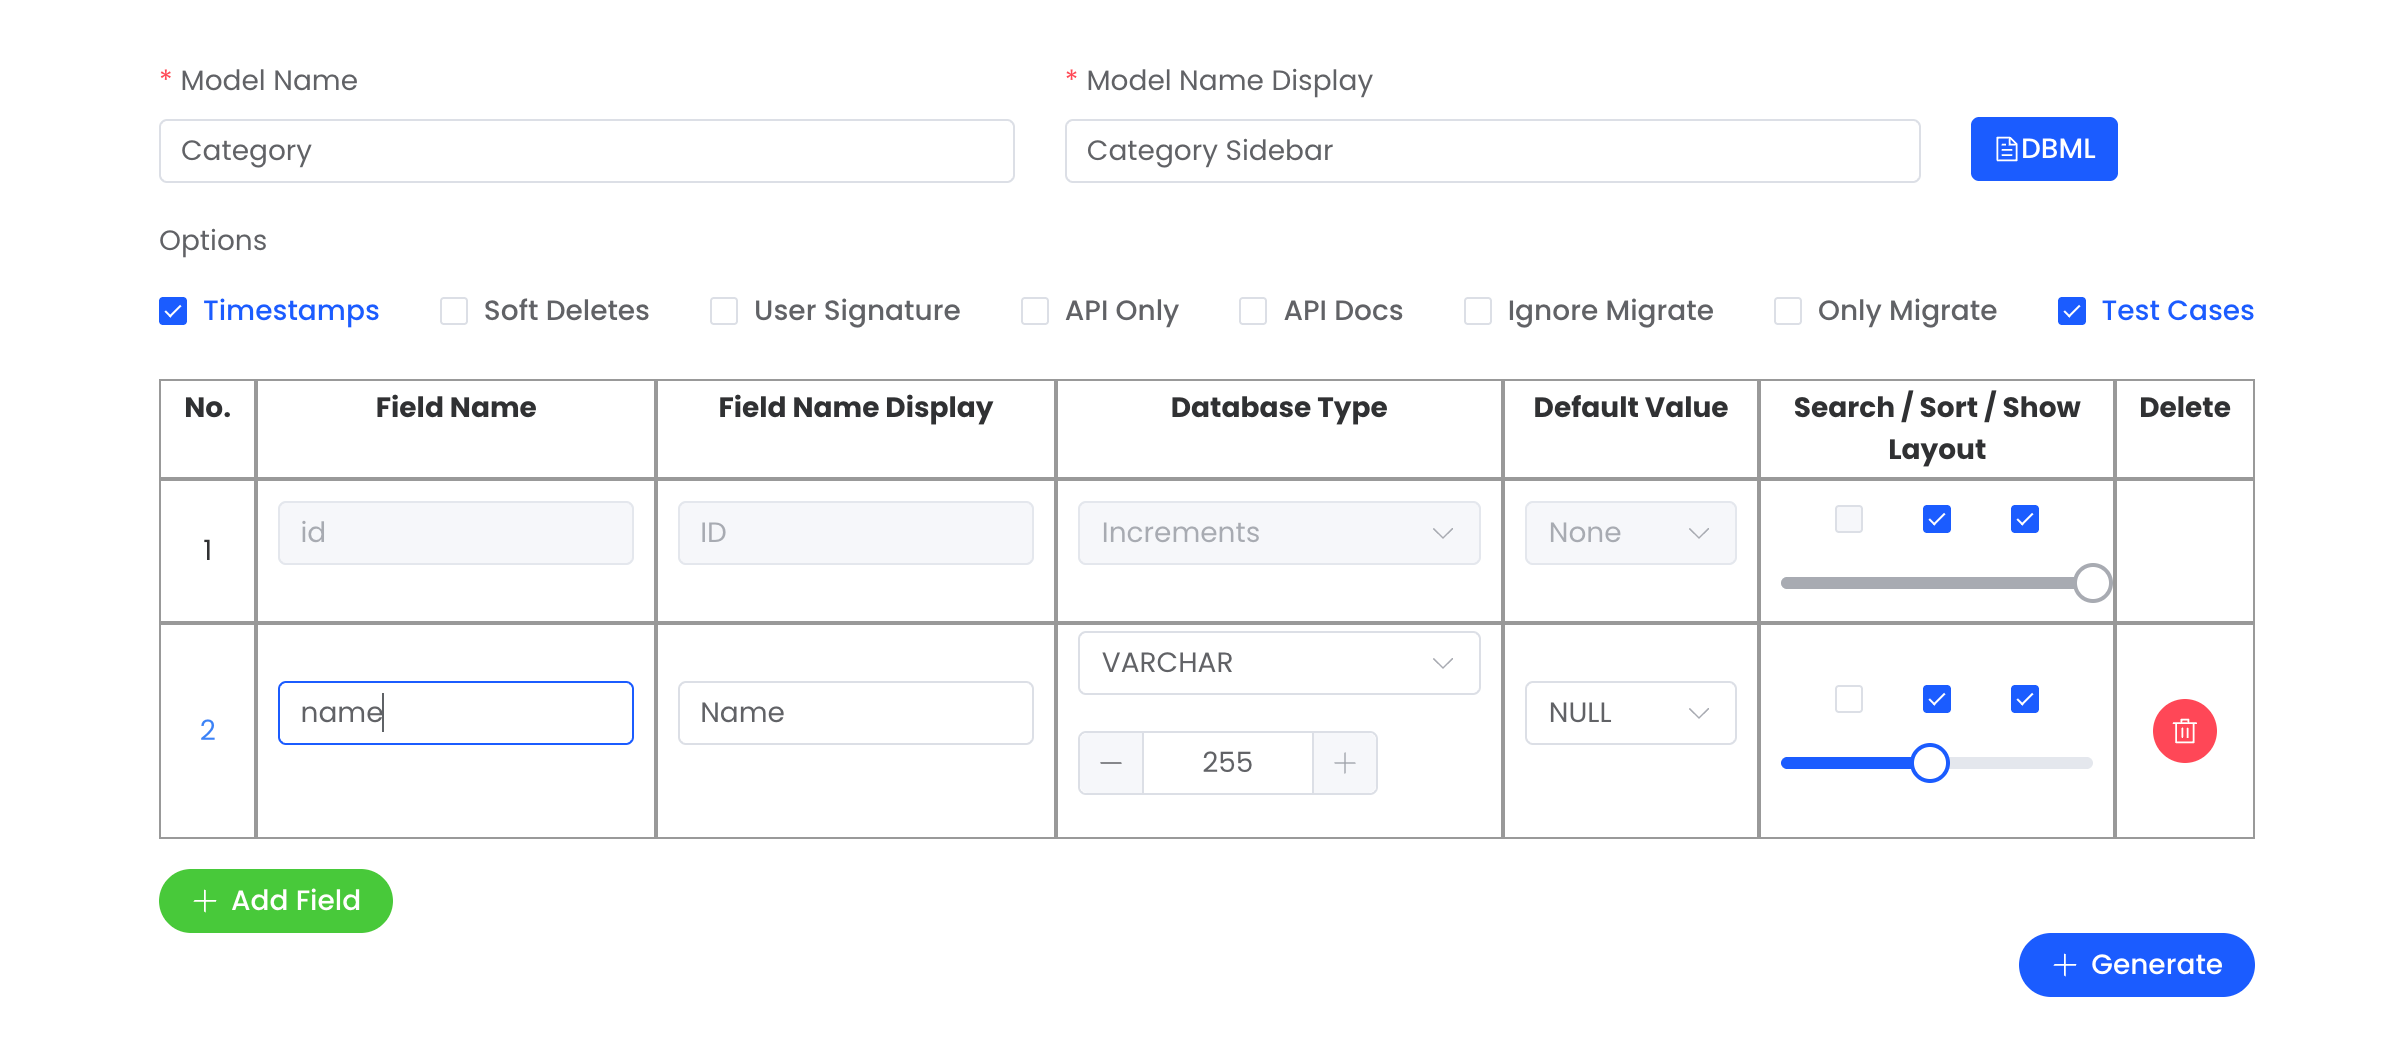 * Model Name
* Model Name Display
Category
Category Sidebar
DBML
Options
Timestamps Soft Deletes User Signature API Only API Docs Ignore Migrate Only Migrate Test Cases
No. Field Name Field Name Display Database Type Default Value Search / Sort / Show Delete
Layout
1 id ID Increments None
2 name Name VARCHAR NULL
255
Add Field
Generate